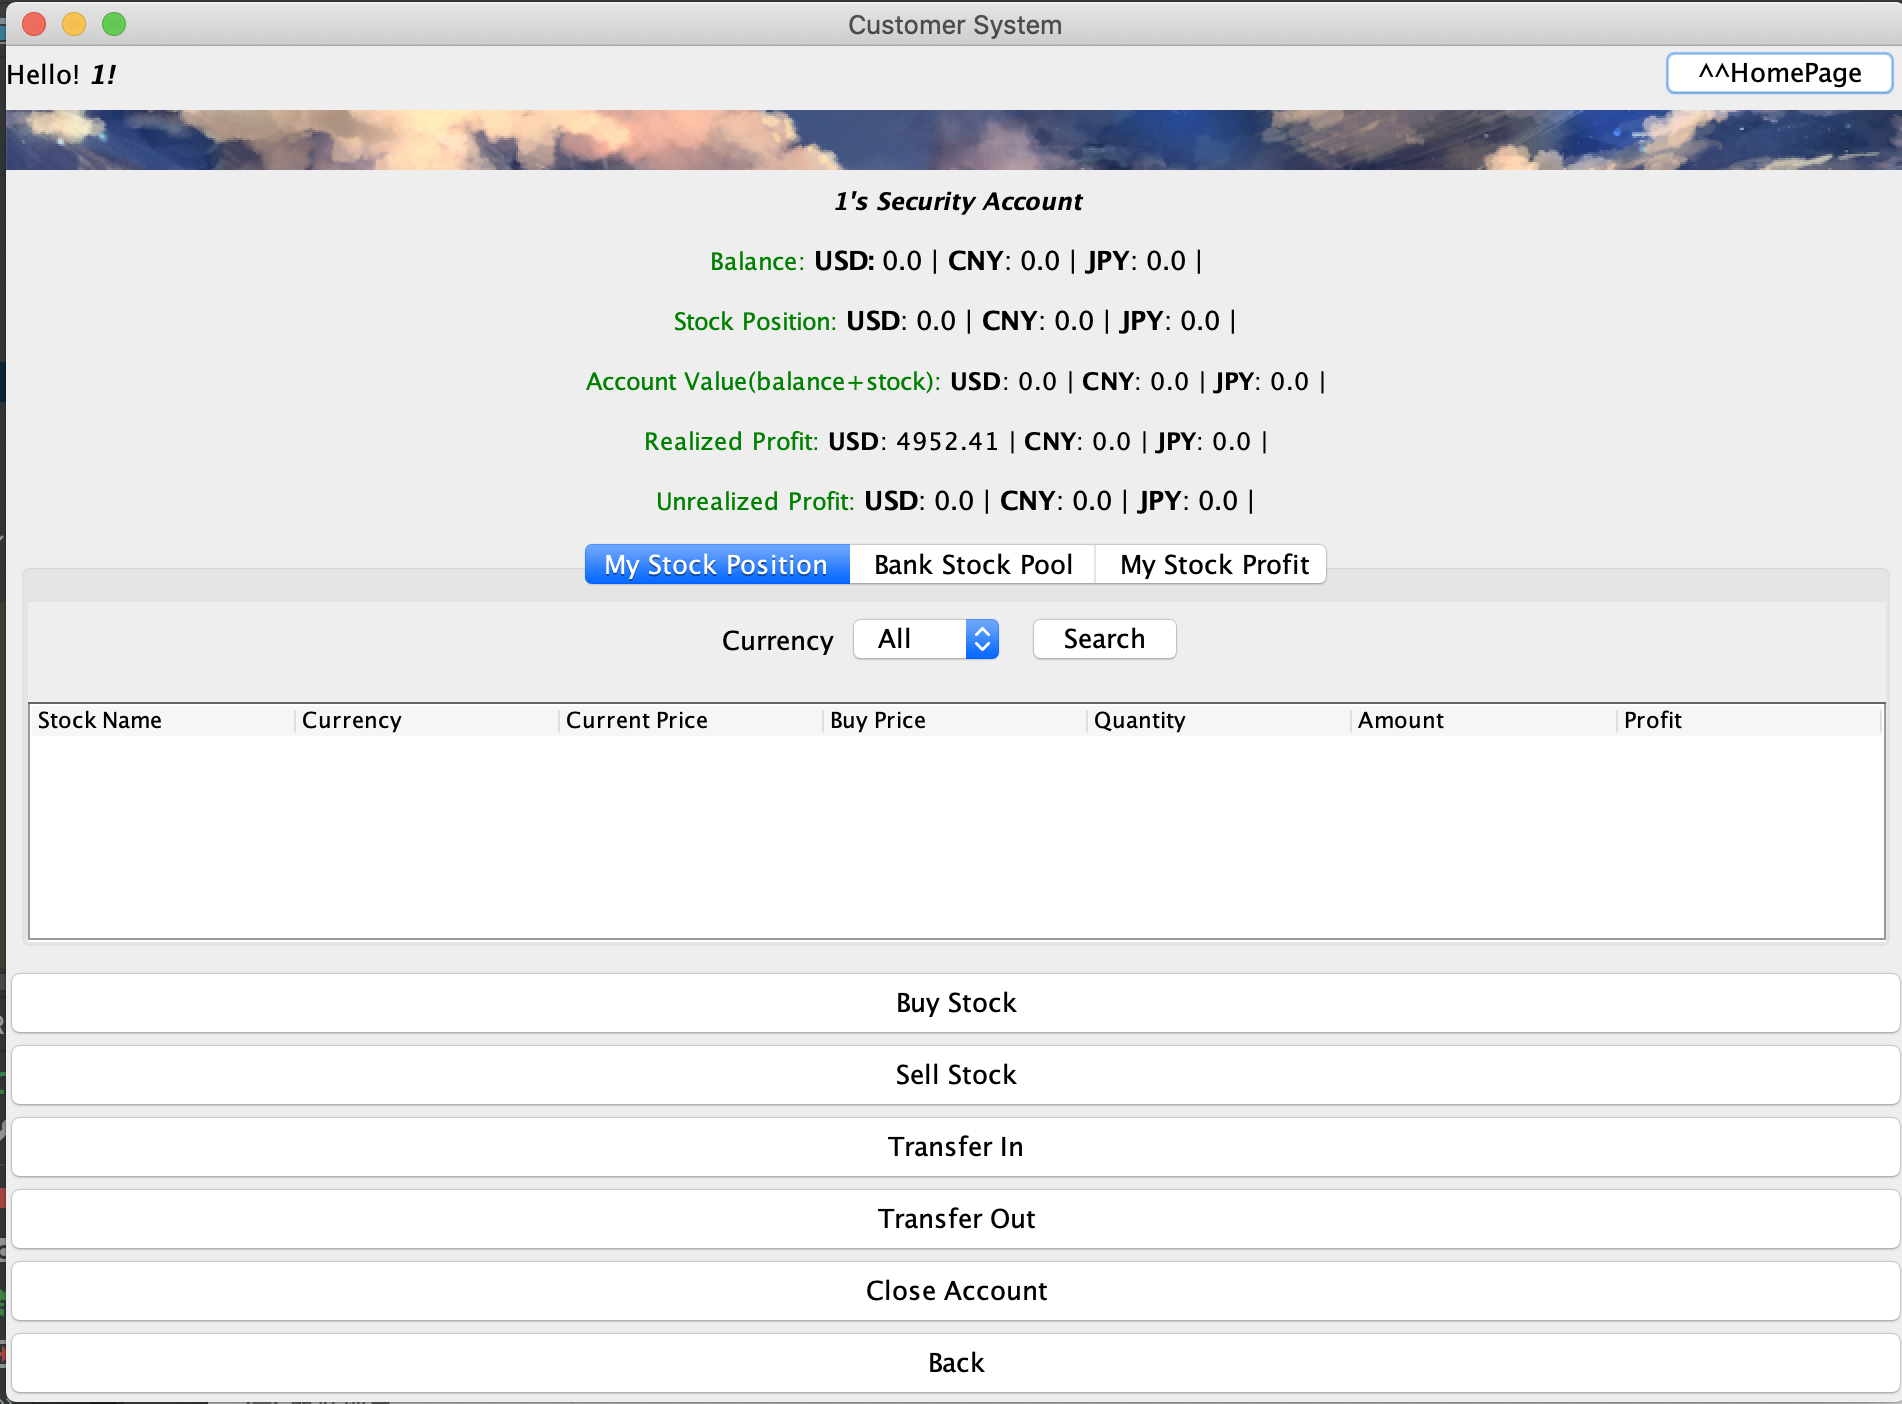 Customer System
Hello! 1!
^^HomePage
1's Security Account
Balance: USD: 0.0 | CNY: 0.0 | JPY: 0.0 |
Stock Position: USD: 0.0 | CNY: 0.0 | JPY: 0.0 |
Account Value(balance+stock): USD: 0.0 | CNY: 0.0 | JPY: 0.0 |
Realized Profit: USD: 4952.41 | CNY: 0.0 | JPY: 0.0 |
Unrealized Profit: USD: 0.0 | CNY: 0.0 | JPY: 0.0 |
My Stock Position Bank Stock Pool My Stock Profit
Currency All Search
Stock Name Currency Current Price Buy Price Quantity Amount Profit
Buy Stock
Sell Stock
Transfer In
Transfer Out
Close Account
Back